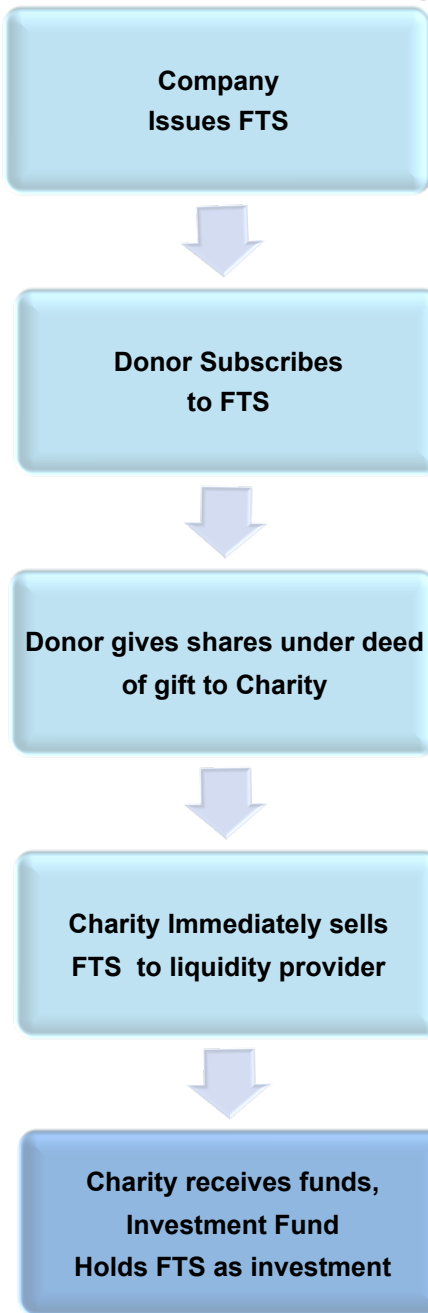 Company
Issues FTS
Donor Subscribes
to FTS
Donor gives shares under deed
of gift to Charity
Charity Immediately sells
FTS to liquidity provider
Charity receives funds,
Investment Fund
Holds FTS as investment